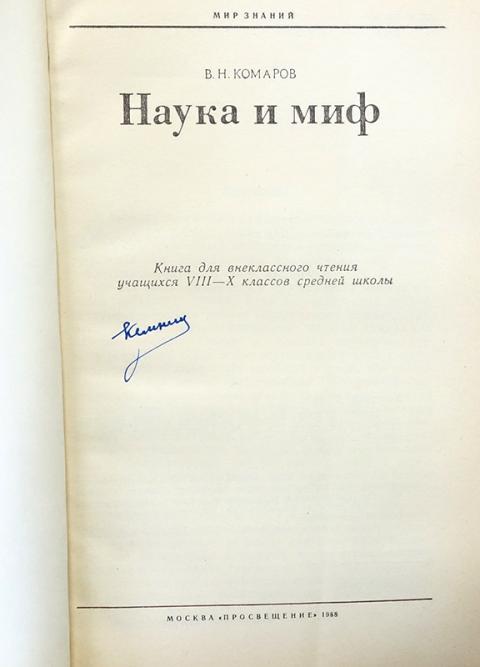 МИР ЗНАНИЙ
В. Н. КОМАРОВ
Наука и миф
Книга для внеклассного чтения
учащихся VIII—X классов средней школы
МОСКВА «ПРОСВЕЩЕНИЕ» 1988